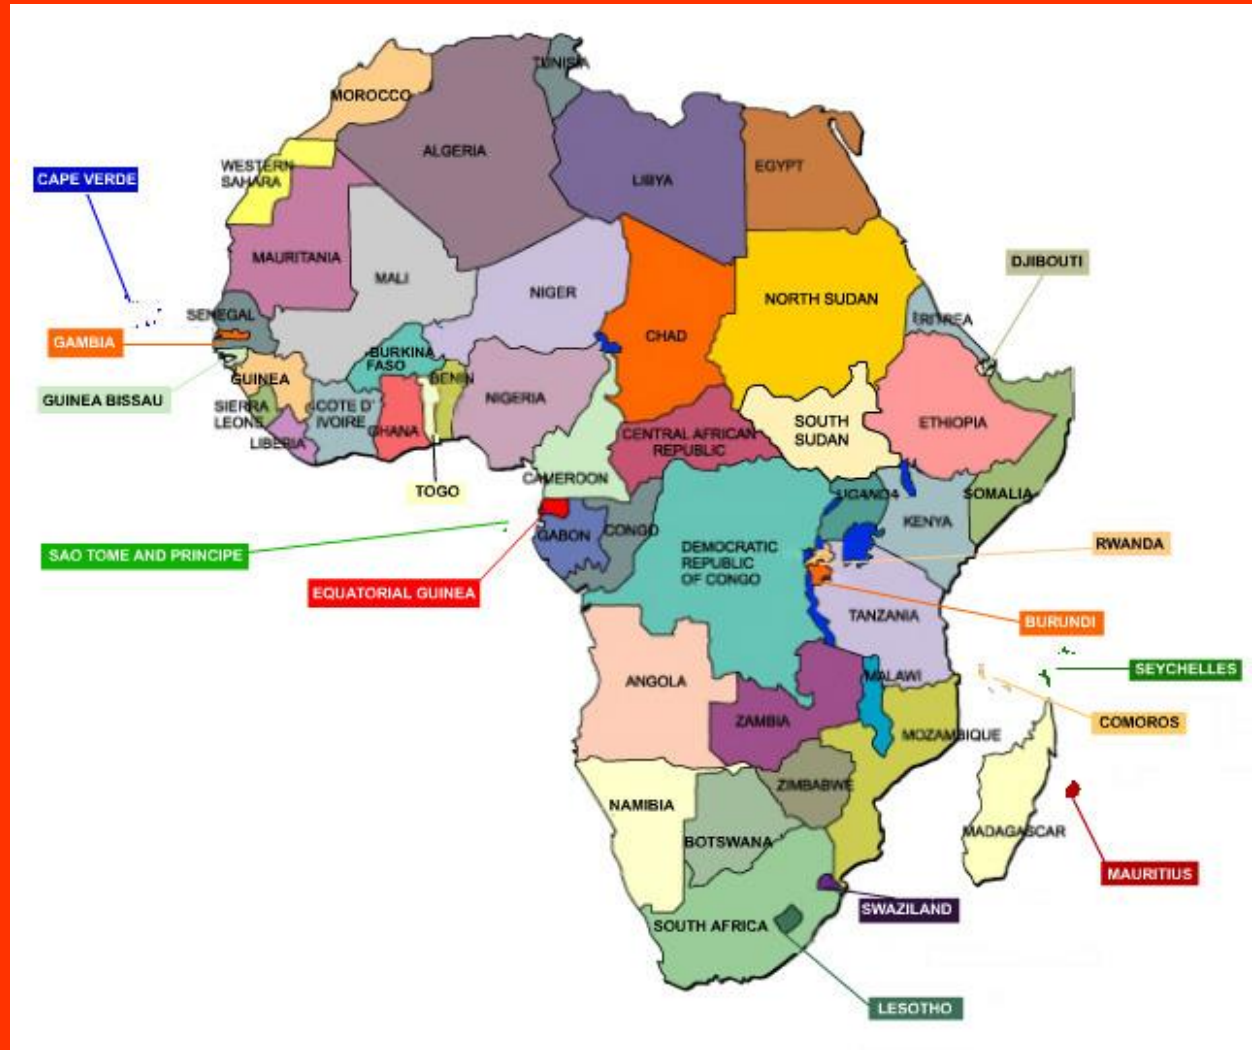 TUNISIA
MOROCCO
ALGERIA
WESTERN
SAHARA
LIBYA
EGYPT
CAPE VERDE
MAURITANIA
MALI
NIGER
NORTH SUDAN
DJIBOUTI
SENEGAL
ERITREA
GAMBIA
CHAD
BURKINA
FASO
GUINEA
BENIN
GUINEA BISSAU
NIGERIA
SIERRA
LEONE
COTE D'
IVOIRE
GHANA
SOUTH
SUDAN
ETHIOPIA
LIBERIA
CENTRAL AFRICAN
REPUBLIC
CAMEROON
TOGO
UGANDA
SOMALIA
KENYA
GABON
CONGO
SAO TOME AND PRINCIPE
DEMOCRATIC
REPUBLIC
OF CONGO
RWANDA
EQUATORIAL GUINEA
TANZANIA
BURUNDI
SEYCHELLES
ANGOLA
MALAWI
ZAMBIA
COMOROS
MOZAMBIQUE
NAMIBIA
ZIMBABWE
MADAGASCAR
BOTSWANA
MAURITIUS
SWAZILAND
SOUTH AFRICA
LESOTHO